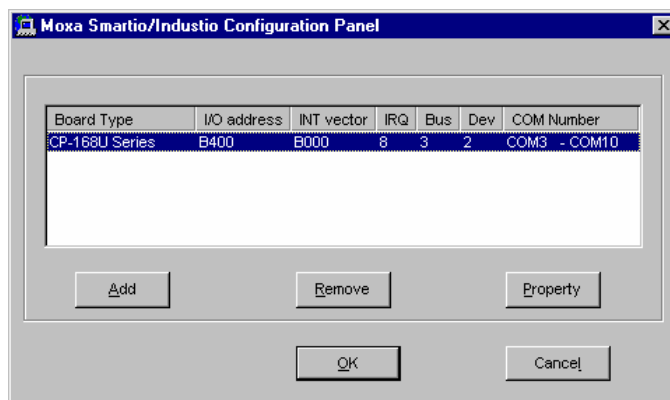 Moxa Smartio/Industio Configuration Panel
Board Type I/O address INT vector IRQ Bus Dev COM Number
CP-168U Series B400 B000 8 3 2 COM3 - COM10
Add Remove Property
OK Cancel